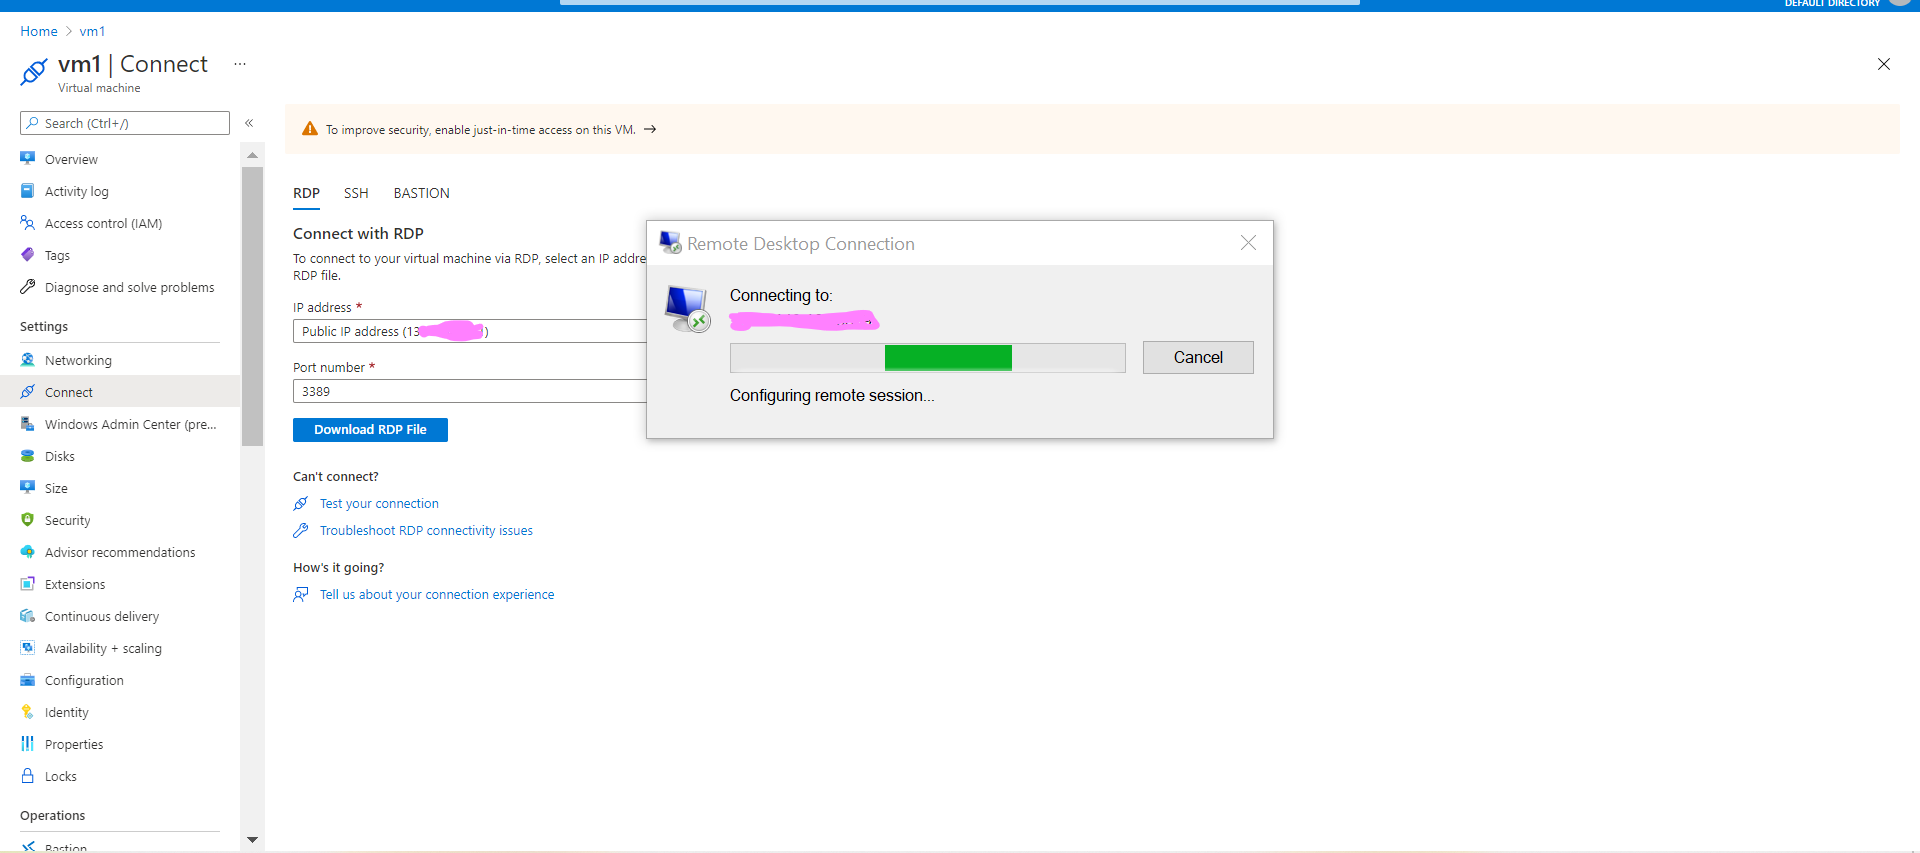 DEFAULT DIRECTORY
Home > vm1
vm1 | Connect ...
Virtual machine
Search (Ctrl+/)
«
Overview
Activity log
Access control (IAM)
Tags
Diagnose and solve problems
Settings
Networking
Connect
Windows Admin Center (pre...
Disks
Size
Security
Advisor recommendations
Extensions
Continuous delivery
Availability + scaling
Configuration
Identity
Properties
Locks
Operations
Bastion
To improve security, enable just-in-time access on this VM. →
RDP SSH BASTION
Connect with RDP
To connect to your virtual machine via RDP, select an IP addre
RDP file.
IP address *
Public IP address (13 )
Port number *
3389
Download RDP File
Can't connect?
Test your connection
Troubleshoot RDP connectivity issues
How's it going?
Tell us about your connection experience
Remote Desktop Connection
Connecting to:
Cancel
Configuring remote session...